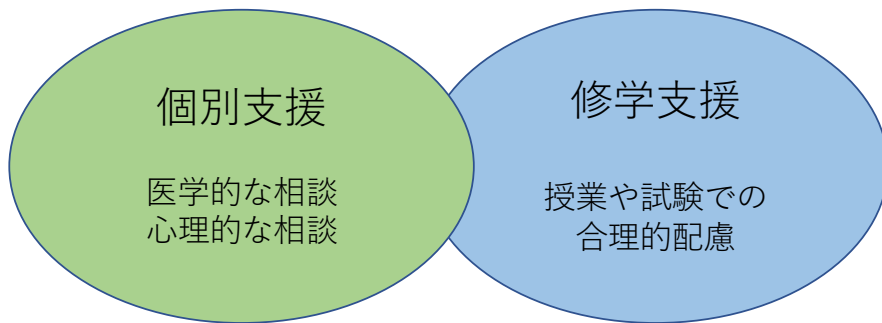 個別支援
医学的な相談
心理的な相談
修学支援
授業や試験での
合理的配慮